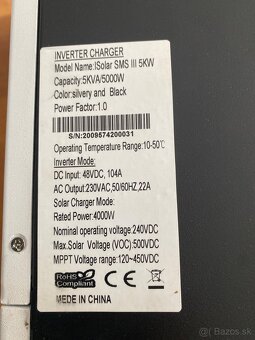 INVERTER CHARGER
Model Name:ISolar SMS III 5KW
Capacity:5KVA/5000W
Color:silvery and Black
Power Factor:1.0
S/N:2009574200031
Operating Temperature Range:10-50℃
Inverter Mode:
DC Input: 48VDC, 104A
AC Output:230VAC,50/60HZ,22A
Solar Charger Mode:
Rated Power:4000W
Nominal operating voltage:240VDC
Max.Solar Voltage (VOC):500VDC
MPPT Voltage range:120~450VDC
RoHS
Compliant
CE
MADE IN CHINA
bazos.sk